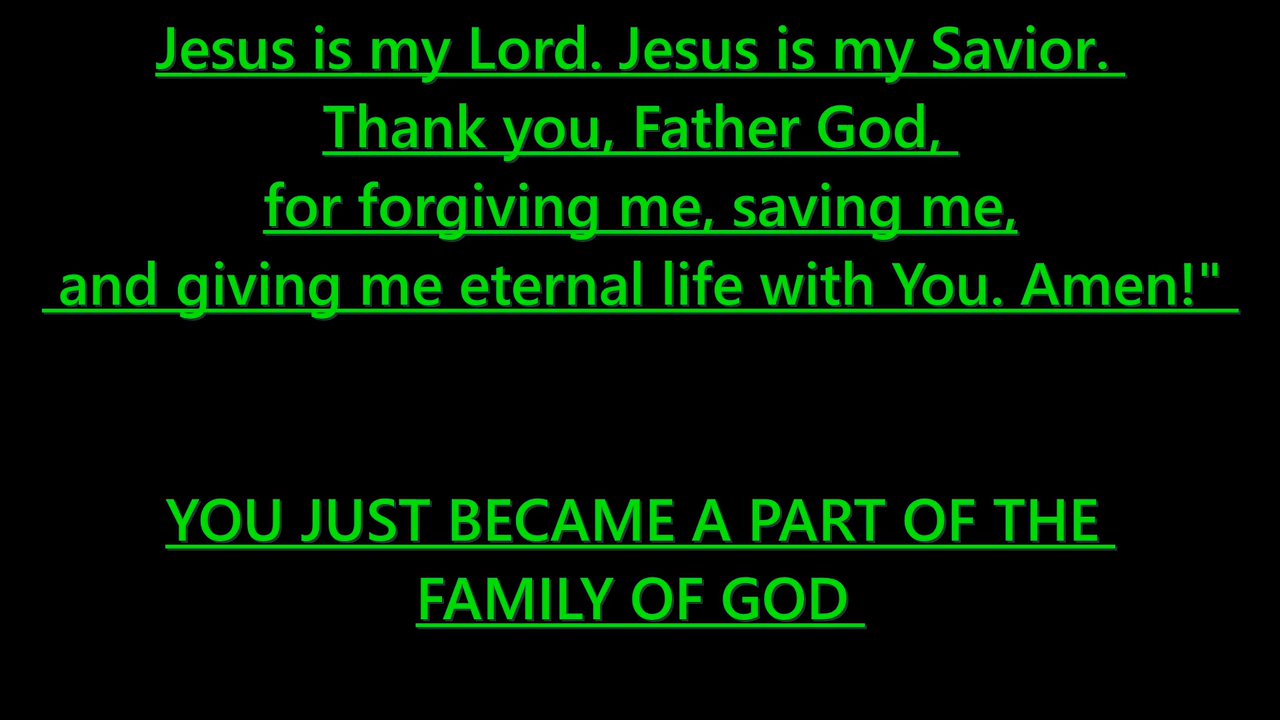 Jesus is my Lord. Jesus is my Savior.
Thank you, Father God,
for forgiving me, saving me,
and giving me eternal life with You. Amen!"
YOU JUST BECAME A PART OF THE
FAMILY OF GOD